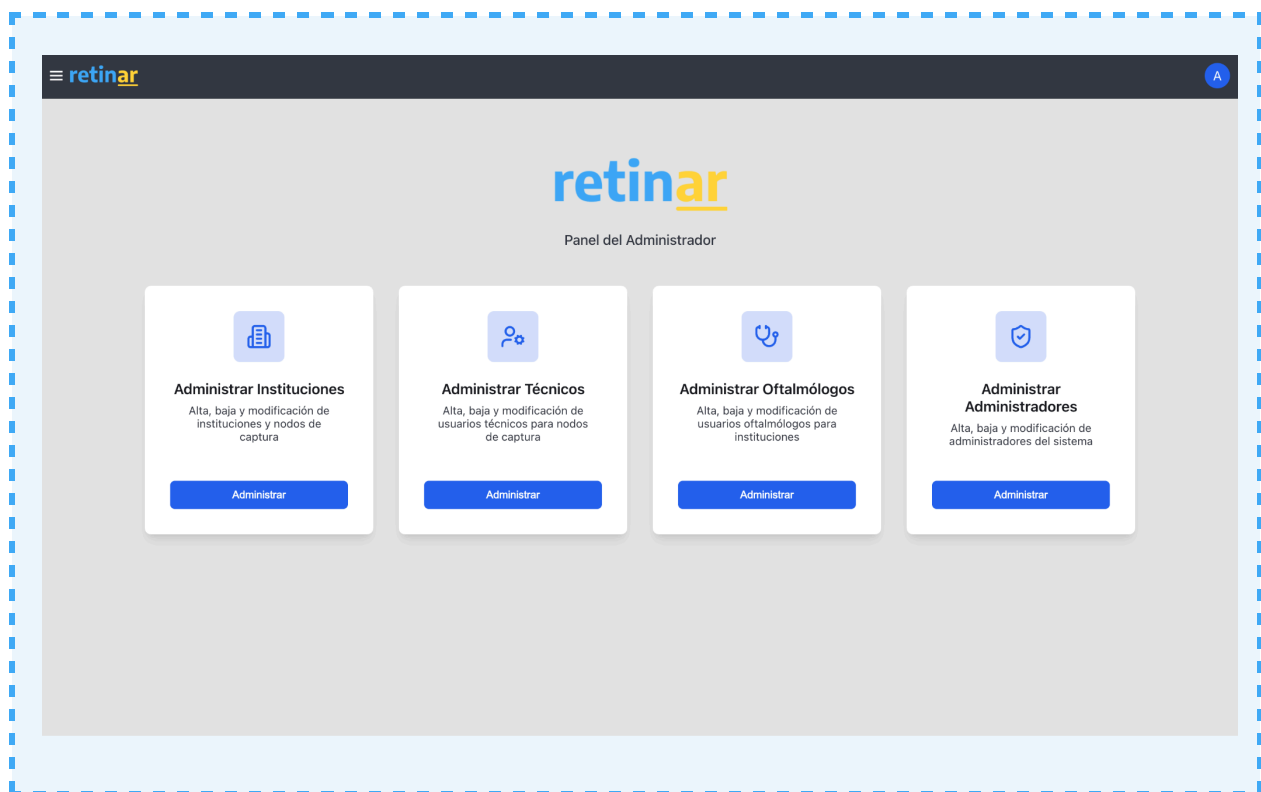 retinar
A
retinar
Panel del Administrador
Administrar Instituciones
Alta, baja y modificación de
instituciones y nodos de
captura
Administrar
Administrar Técnicos
Alta, baja y modificación de
usuarios técnicos para nodos
de captura
Administrar
Administrar Oftalmólogos
Alta, baja y modificación de
usuarios oftalmólogos para
instituciones
Administrar
Administrar
Administradores
Alta, baja y modificación de
administradores del sistema
Administrar